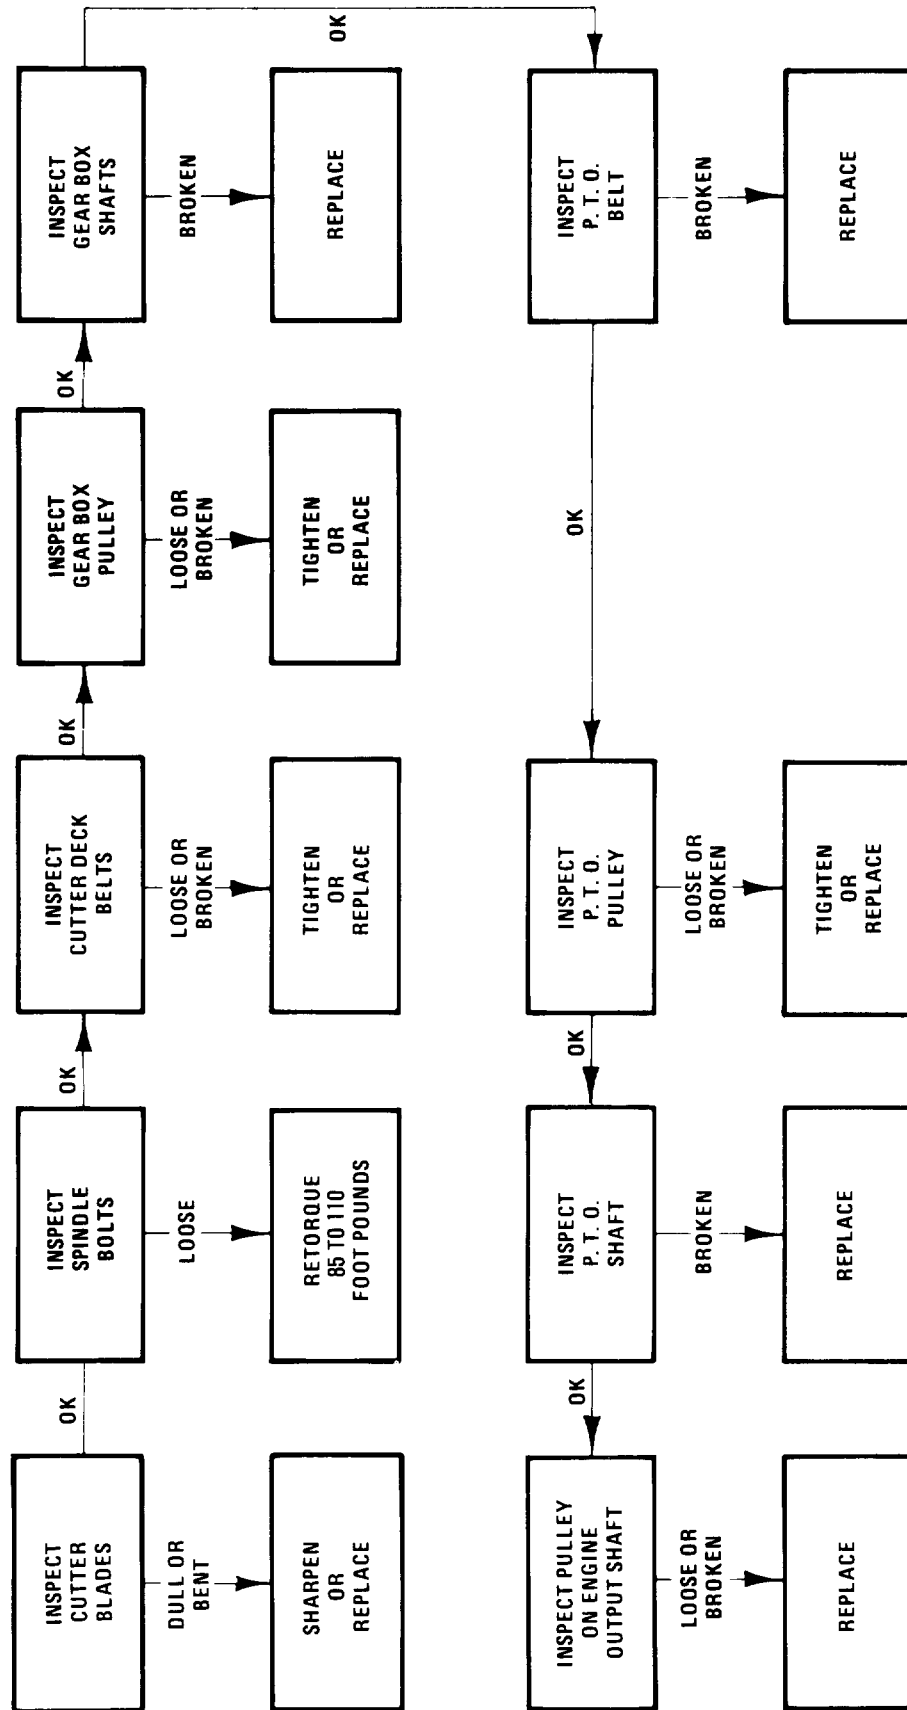 INSPECT
CUTTER
BLADES
OK
DULL OR
BENT
SHARPEN
OR
REPLACE
INSPECT
SPINDLE
BOLTS
OK
LOOSE
RETORQUE
85 TO 110
FOOT POUNDS
INSPECT
CUTTER DECK
BELTS
OK
LOOSE OR
BROKEN
TIGHTEN
OR
REPLACE
INSPECT
GEAR BOX
PULLEY
OK
LOOSE OR
BROKEN
TIGHTEN
OR
REPLACE
INSPECT
GEAR BOX
SHAFTS
OK
BROKEN
REPLACE
INSPECT
P. T. O.
BELT
OK
BROKEN
REPLACE
INSPECT
P. T. O.
PULLEY
OK
LOOSE OR
BROKEN
TIGHTEN
OR
REPLACE
INSPECT
P. T. O.
SHAFT
OK
BROKEN
REPLACE
INSPECT PULLEY
ON ENGINE
OUTPUT SHAFT
LOOSE OR
BROKEN
REPLACE